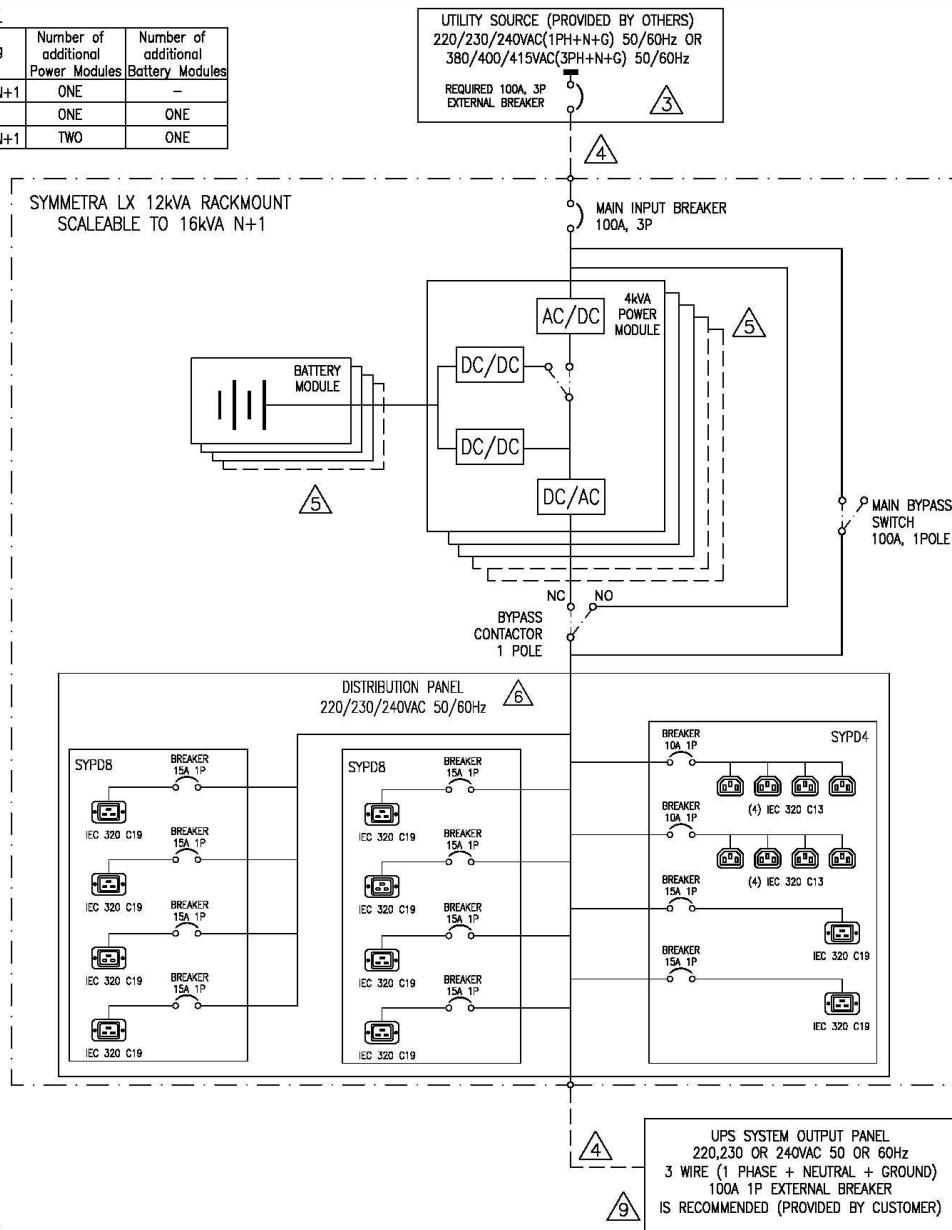 Number of
additional
Power Modules
Number of
additional
Battery Modules
N+1 ONE –
ONE ONE
N+1 TWO ONE
UTILITY SOURCE (PROVIDED BY OTHERS)
220/230/240VAC(1PH+N+G) 50/60Hz OR
380/400/415VAC(3PH+N+G) 50/60Hz
REQUIRED 100A, 3P
EXTERNAL BREAKER
3
4
SYMMETRA LX 12kVA RACKMOUNT
SCALEABLE TO 16kVA N+1
MAIN INPUT BREAKER
100A, 3P
AC/DC
4kVA
POWER
MODULE
5
BATTERY
MODULE
DC/DC
DC/DC
DC/AC
5
MAIN BYPASS
SWITCH
100A, 1POLE
NC NO
BYPASS
CONTACTOR
1 POLE
DISTRIBUTION PANEL
220/230/240VAC 50/60Hz
6
SYPD8
BREAKER
15A 1P
IEC 320 C19
BREAKER
15A 1P
IEC 320 C19
BREAKER
15A 1P
IEC 320 C19
BREAKER
15A 1P
IEC 320 C19
SYPD8
BREAKER
15A 1P
IEC 320 C19
BREAKER
15A 1P
IEC 320 C19
BREAKER
15A 1P
IEC 320 C19
BREAKER
15A 1P
IEC 320 C19
SYPD4
BREAKER
10A 1P
(4) IEC 320 C13
BREAKER
10A 1P
(4) IEC 320 C13
BREAKER
15A 1P
IEC 320 C19
BREAKER
15A 1P
IEC 320 C19
4
9
UPS SYSTEM OUTPUT PANEL
220,230 OR 240VAC 50 OR 60Hz
3 WIRE (1 PHASE + NEUTRAL + GROUND)
100A 1P EXTERNAL BREAKER
IS RECOMMENDED (PROVIDED BY CUSTOMER)